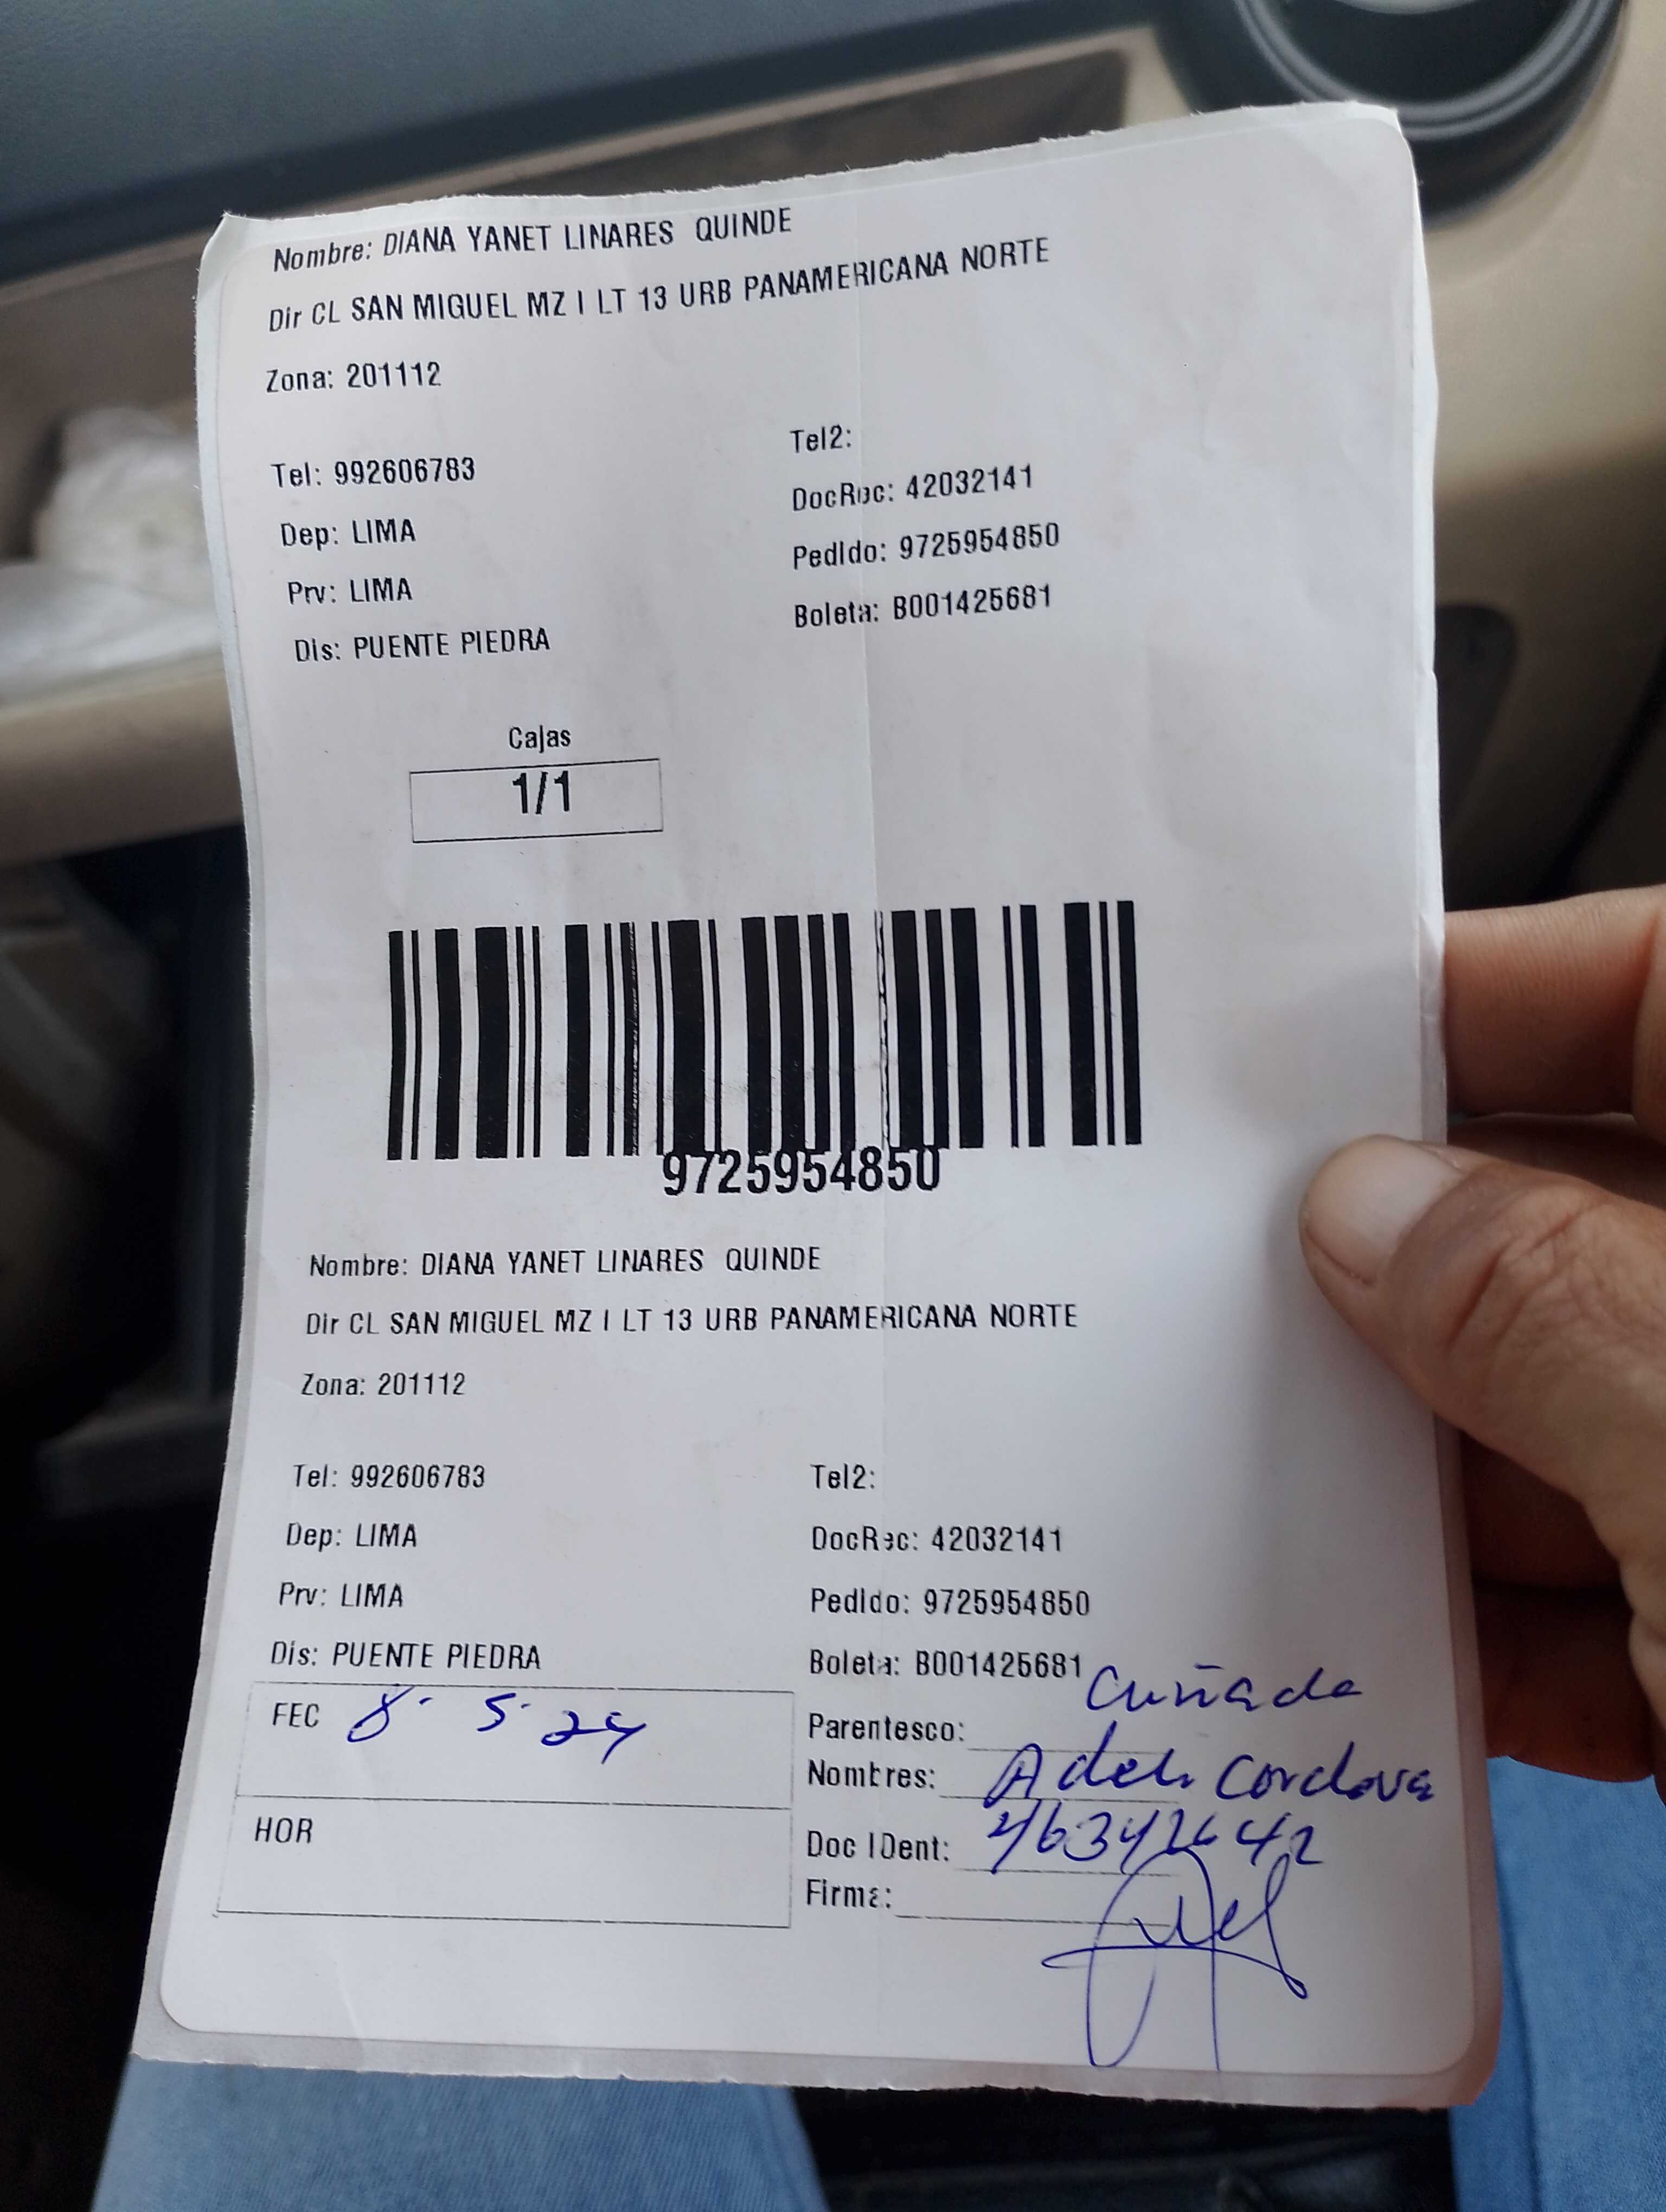 Nombre: DIANA YANET LINARES QUINDE
Dir CL SAN MIGUEL MZ I LT 13 URB PANAMERICANA NORTE
Zona: 201112
Tel: 992606783
Tel2:
Dep: LIMA
DocRec: 42032141
Prv: LIMA
Pedido: 9725954850
Dis: PUENTE PIEDRA
Boleta: B001425681
Cajas
1/1
9725954850
Nombre: DIANA YANET LINARES QUINDE
Dir CL SAN MIGUEL MZ I LT 13 URB PANAMERICANA NORTE
Zona: 201112
Tel: 992606783
Tel2:
Dep: LIMA
DocRec: 42032141
Prv: LIMA
Pedido: 9725954850
Dis: PUENTE PIEDRA
Boleta: B001425681
FEC 8. 5. 24
Parentesco: Cuñada
Nombres: Cordova
HOR
Doc IDent:
Firma: